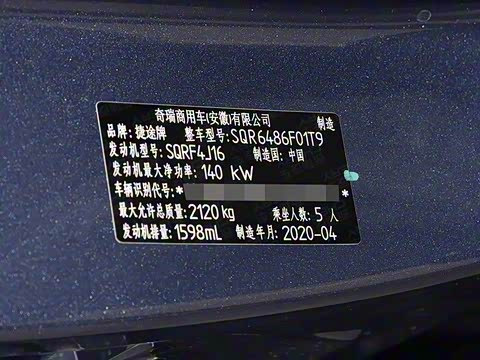 奇瑞商用车(安徽)有限公司 制造
品牌: 捷途牌 整车型号: SQR6486F01T9
发动机型号: SQRF4J16 制造国: 中国
发动机最大净功率: 140 KW
车辆识别代号: * *
最大允许总质量: 2120 kg 乘坐人数: 5 人
发动机排量: 1598mL 制造年月: 2020-04